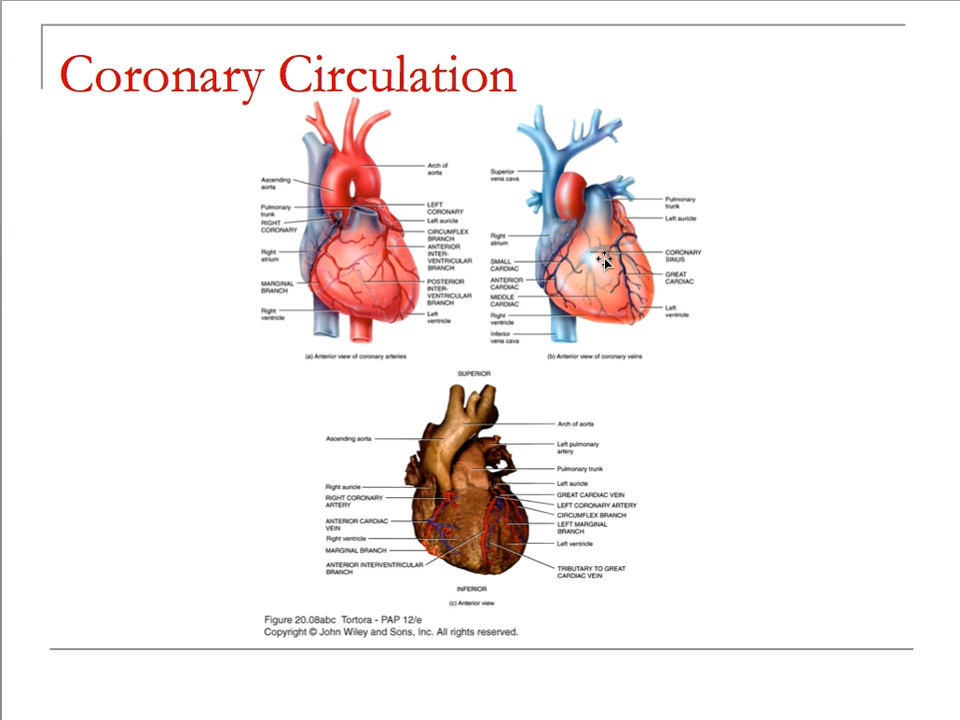 Coronary Circulation
Ascending
aorta
Pulmonary
trunk
RIGHT
CORONARY
Right
atrium
MARGINAL
BRANCH
Right
ventricle
Arch of
aorta
LEFT
CORONARY
Left auricle
CIRCUMFLEX
BRANCH
ANTERIOR
INTER-
VENTRICULAR
BRANCH
POSTERIOR
INTER-
VENTRICULAR
BRANCH
Left
ventricle
(a) Anterior view of coronary arteries
Superior
vena cava
Right
atrium
SMALL
CARDIAC
ANTERIOR
CARDIAC
MIDDLE
CARDIAC
Right
ventricle
Inferior
vena cava
Pulmonary
trunk
Left auricle
CORONARY
SINUS
GREAT
CARDIAC
Left
ventricle
(b) Anterior view of coronary veins
SUPERIOR
Ascending aorta
Right auricle
RIGHT CORONARY
ARTERY
ANTERIOR CARDIAC
VEIN
Right ventricle
MARGINAL BRANCH
ANTERIOR INTERVENTRICULAR
BRANCH
Arch of aorta
Left pulmonary
artery
Pulmonary trunk
Left auricle
GREAT CARDIAC VEIN
LEFT CORONARY ARTERY
CIRCUMFLEX BRANCH
LEFT MARGINAL
BRANCH
Left ventricle
TRIBUTARY TO GREAT
CARDIAC VEIN
INFERIOR
(c) Anterior view
Figure 20.08abc Tortora - PAP 12/e
Copyright © John Wiley and Sons, Inc. All rights reserved.